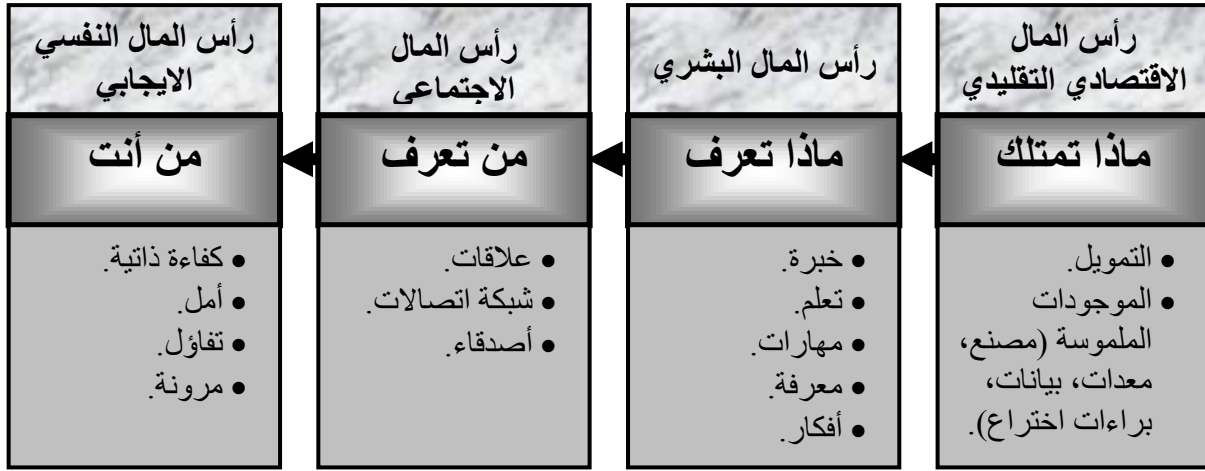 رأس المال
الاقتصادي التقليدي
ماذا تمتلك
• التمويل.
• الموجودات
الملموسة (مصنع،
معدات، بيانات،
براءات اختراع).
رأس المال البشري
ماذا تعرف
• خبرة.
• تعلم.
• مهارات.
• معرفة.
• أفكار.
رأس المال
الاجتماعي
من تعرف
• علاقات.
• شبكة اتصالات.
• أصدقاء.
رأس المال النفسي
الايجابي
من أنت
• كفاءة ذاتية.
• أمل.
• تفاؤل.
• مرونة.